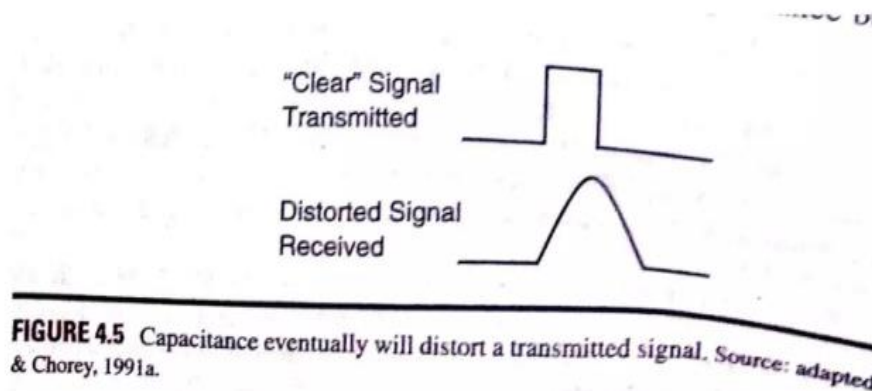 “Clear” Signal
Transmitted
Distorted Signal
Received
FIGURE 4.5 Capacitance eventually will distort a transmitted signal. Source: adapted
& Chorey, 1991a.